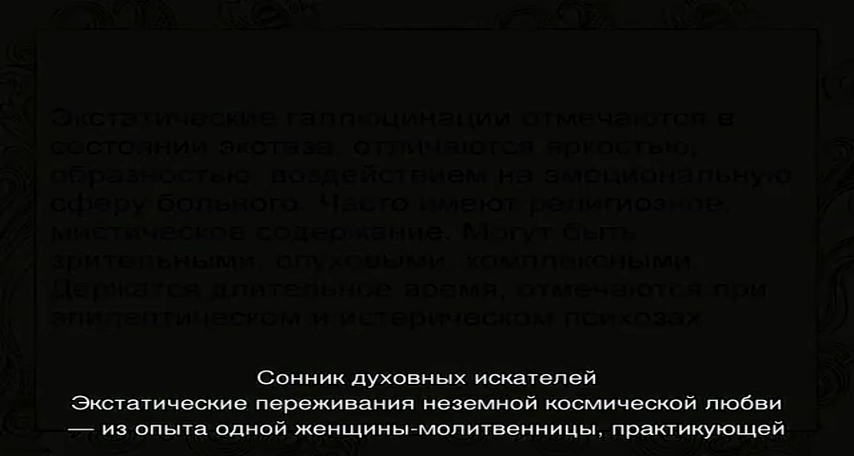 Экстатические галлюцинации отмечаются в
состоянии экстаза, отличаются яркостью,
образностью, воздействием на эмоциональную
сферу больного. Часто имеют религиозное,
мистическое содержание. Могут быть
зрительными, слуховыми, комплексными.
Держатся длительное время, отмечаются при
эпилептическом и истерическом психозах
Сонник духовных искателей
Экстатические переживания неземной космической любви
— из опыта одной женщины-молитвенницы, практикующей